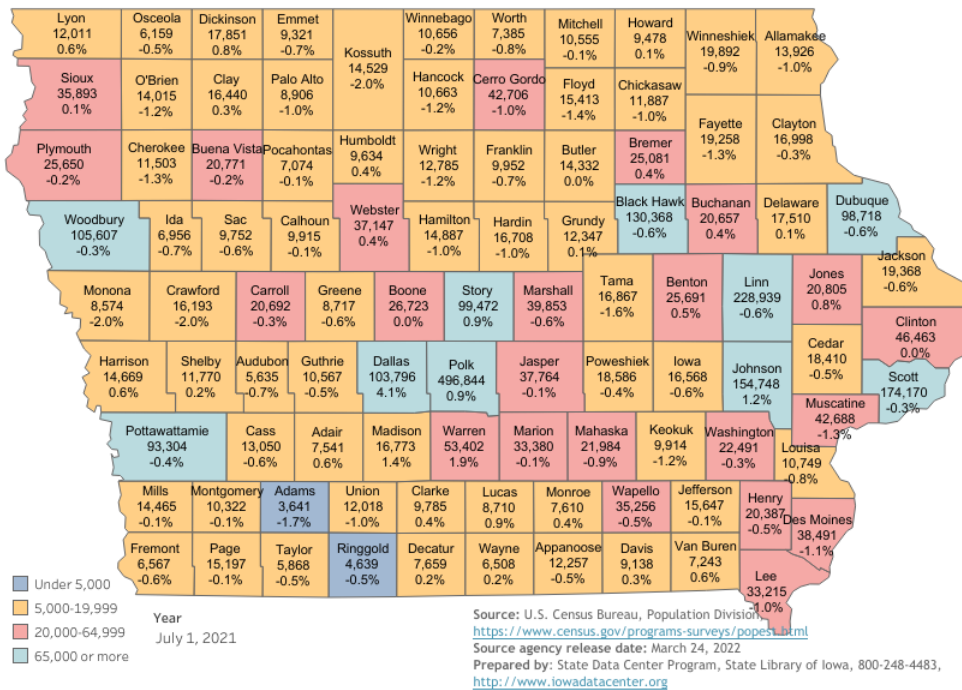 Lyon
12,011
0.6%
Osceola
6,159
-0.5%
Dickinson
17,851
0.8%
Emmet
9,321
-0.7%
Kossuth
14,529
-2.0%
Winnebago
10,656
-0.2%
Worth
7,385
-0.8%
Mitchell
10,555
-0.1%
Howard
9,478
0.1%
Winneshiek
19,892
-0.9%
Allamakee
13,926
-1.0%
Sioux
35,893
0.1%
O'Brien
14,015
-1.2%
Clay
16,440
0.3%
Palo Alto
8,906
-1.0%
Hancock
10,663
-1.2%
Cerro Gordo
42,706
-1.0%
Floyd
15,413
-1.4%
Chickasaw
11,887
-1.0%
Fayette
19,258
-1.3%
Clayton
16,998
-0.3%
Plymouth
25,650
-0.2%
Cherokee
11,503
-1.3%
Buena Vista
20,771
-0.2%
Pocahontas
7,074
-0.1%
Humboldt
9,634
0.4%
Wright
12,785
-1.2%
Franklin
9,952
-0.7%
Butler
14,332
0.0%
Bremer
25,081
0.4%
Woodbury
105,607
-0.3%
Ida
6,956
-0.7%
Sac
9,752
-0.6%
Calhoun
9,915
-0.1%
Webster
37,147
0.4%
Hamilton
14,887
-1.0%
Hardin
16,708
-1.0%
Grundy
12,347
0.1%
Black Hawk
130,368
-0.6%
Buchanan
20,657
0.4%
Delaware
17,510
0.1%
Dubuque
98,718
-0.6%
Jackson
19,368
-0.6%
Monona
8,574
-2.0%
Crawford
16,193
-2.0%
Carroll
20,692
-0.3%
Greene
8,717
-0.6%
Boone
26,723
0.0%
Story
99,472
0.9%
Marshall
39,853
-0.6%
Tama
16,867
-1.6%
Benton
25,691
0.5%
Linn
228,939
-0.6%
Jones
20,805
0.8%
Clinton
46,463
0.0%
Harrison
14,669
0.6%
Shelby
11,770
0.2%
Audubon
5,635
-0.7%
Guthrie
10,567
-0.5%
Dallas
103,796
4.1%
Polk
496,844
0.9%
Jasper
37,764
-0.1%
Poweshiek
18,586
-0.4%
Iowa
16,568
-0.6%
Johnson
154,748
1.2%
Cedar
18,410
-0.5%
Scott
174,170
-0.3%
Muscatine
42,688
-1.3%
Pottawattamie
93,304
-0.4%
Cass
13,050
-0.6%
Adair
7,541
0.6%
Madison
16,773
1.4%
Warren
53,402
1.9%
Marion
33,380
-0.1%
Mahaska
21,984
-0.9%
Keokuk
9,914
-1.2%
Washington
22,491
-0.3%
Louisa
10,749
-0.8%
Mills
14,465
-0.1%
Montgomery
10,322
-0.1%
Adams
3,641
-1.7%
Union
12,018
-1.0%
Clarke
9,785
0.4%
Lucas
8,710
0.9%
Monroe
7,610
0.4%
Wapello
35,256
-0.5%
Jefferson
15,647
-0.1%
Henry
20,387
-0.5%
Des Moines
38,491
-1.1%
Fremont
6,567
-0.6%
Page
15,197
-0.1%
Taylor
5,868
-0.5%
Ringgold
4,639
-0.5%
Decatur
7,659
0.2%
Wayne
6,508
0.2%
Appanoose
12,257
-0.5%
Davis
9,138
0.3%
Van Buren
7,243
0.6%
Lee
33,215
-1.0%
Under 5,000
5,000-19,999
20,000-64,999
65,000 or more
Year
July 1, 2021
Source: U.S. Census Bureau, Population Division,
https://www.census.gov/programs-surveys/popest.html
Source agency release date: March 24, 2022
Prepared by: State Data Center Program, State Library of Iowa, 800-248-4483,
http://www.iowadatacenter.org